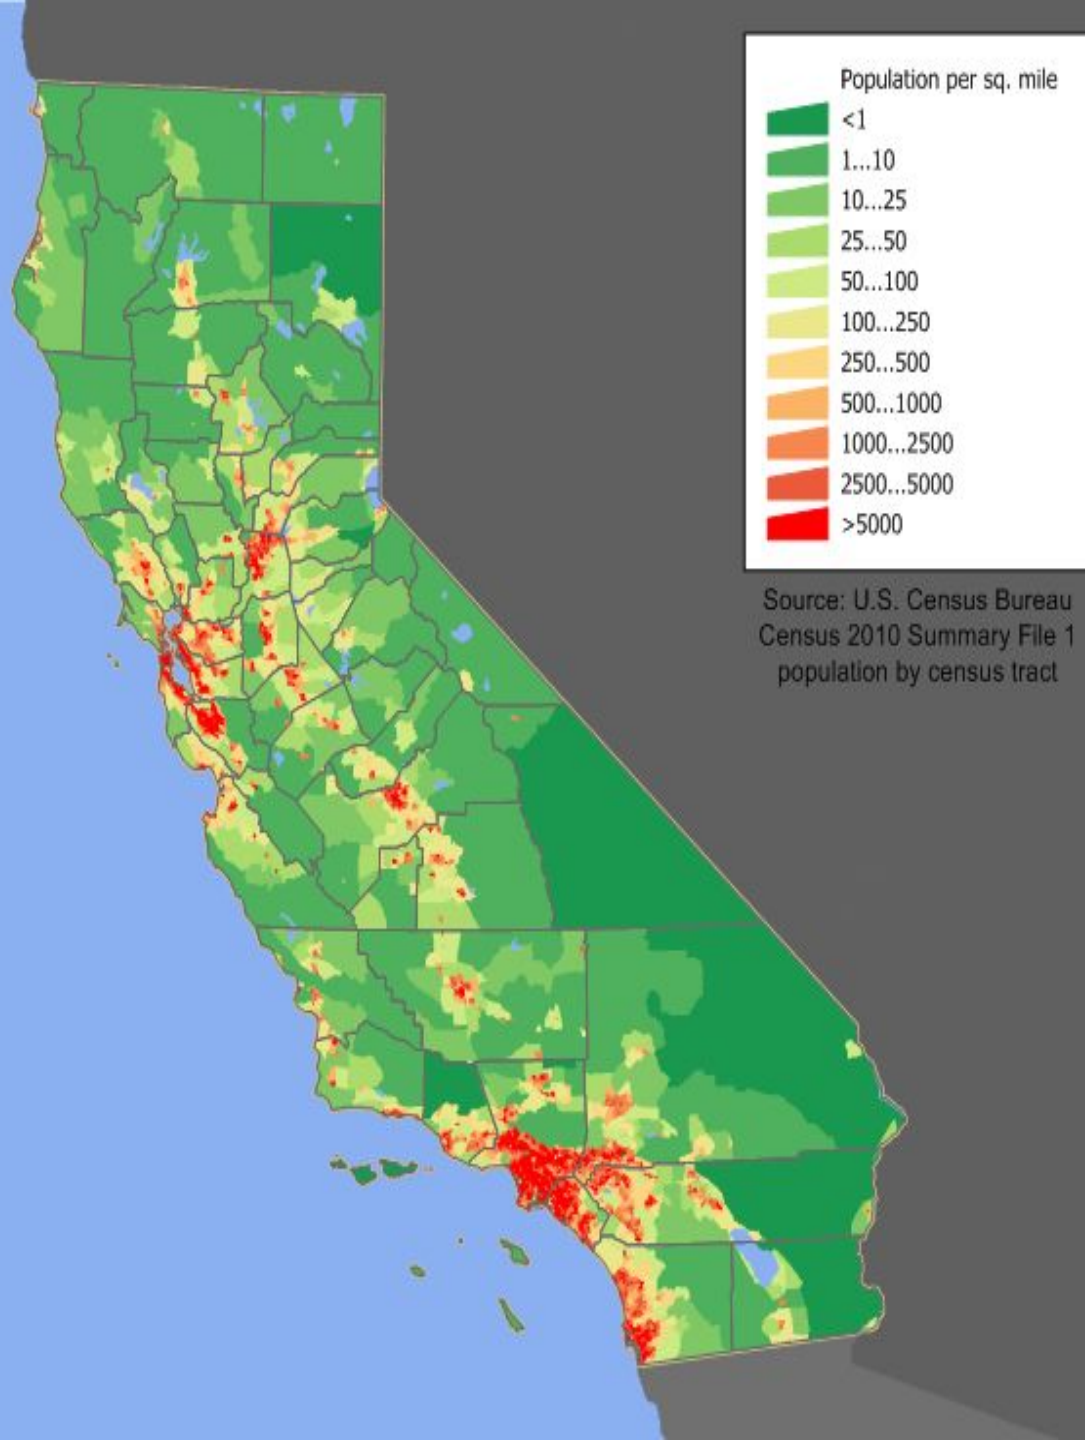 Population per sq. mile
<1
1...10
10...25
25...50
50...100
100...250
250...500
500...1000
1000...2500
2500...5000
>5000
Source: U.S. Census Bureau
Census 2010 Summary File 1
population by census tract